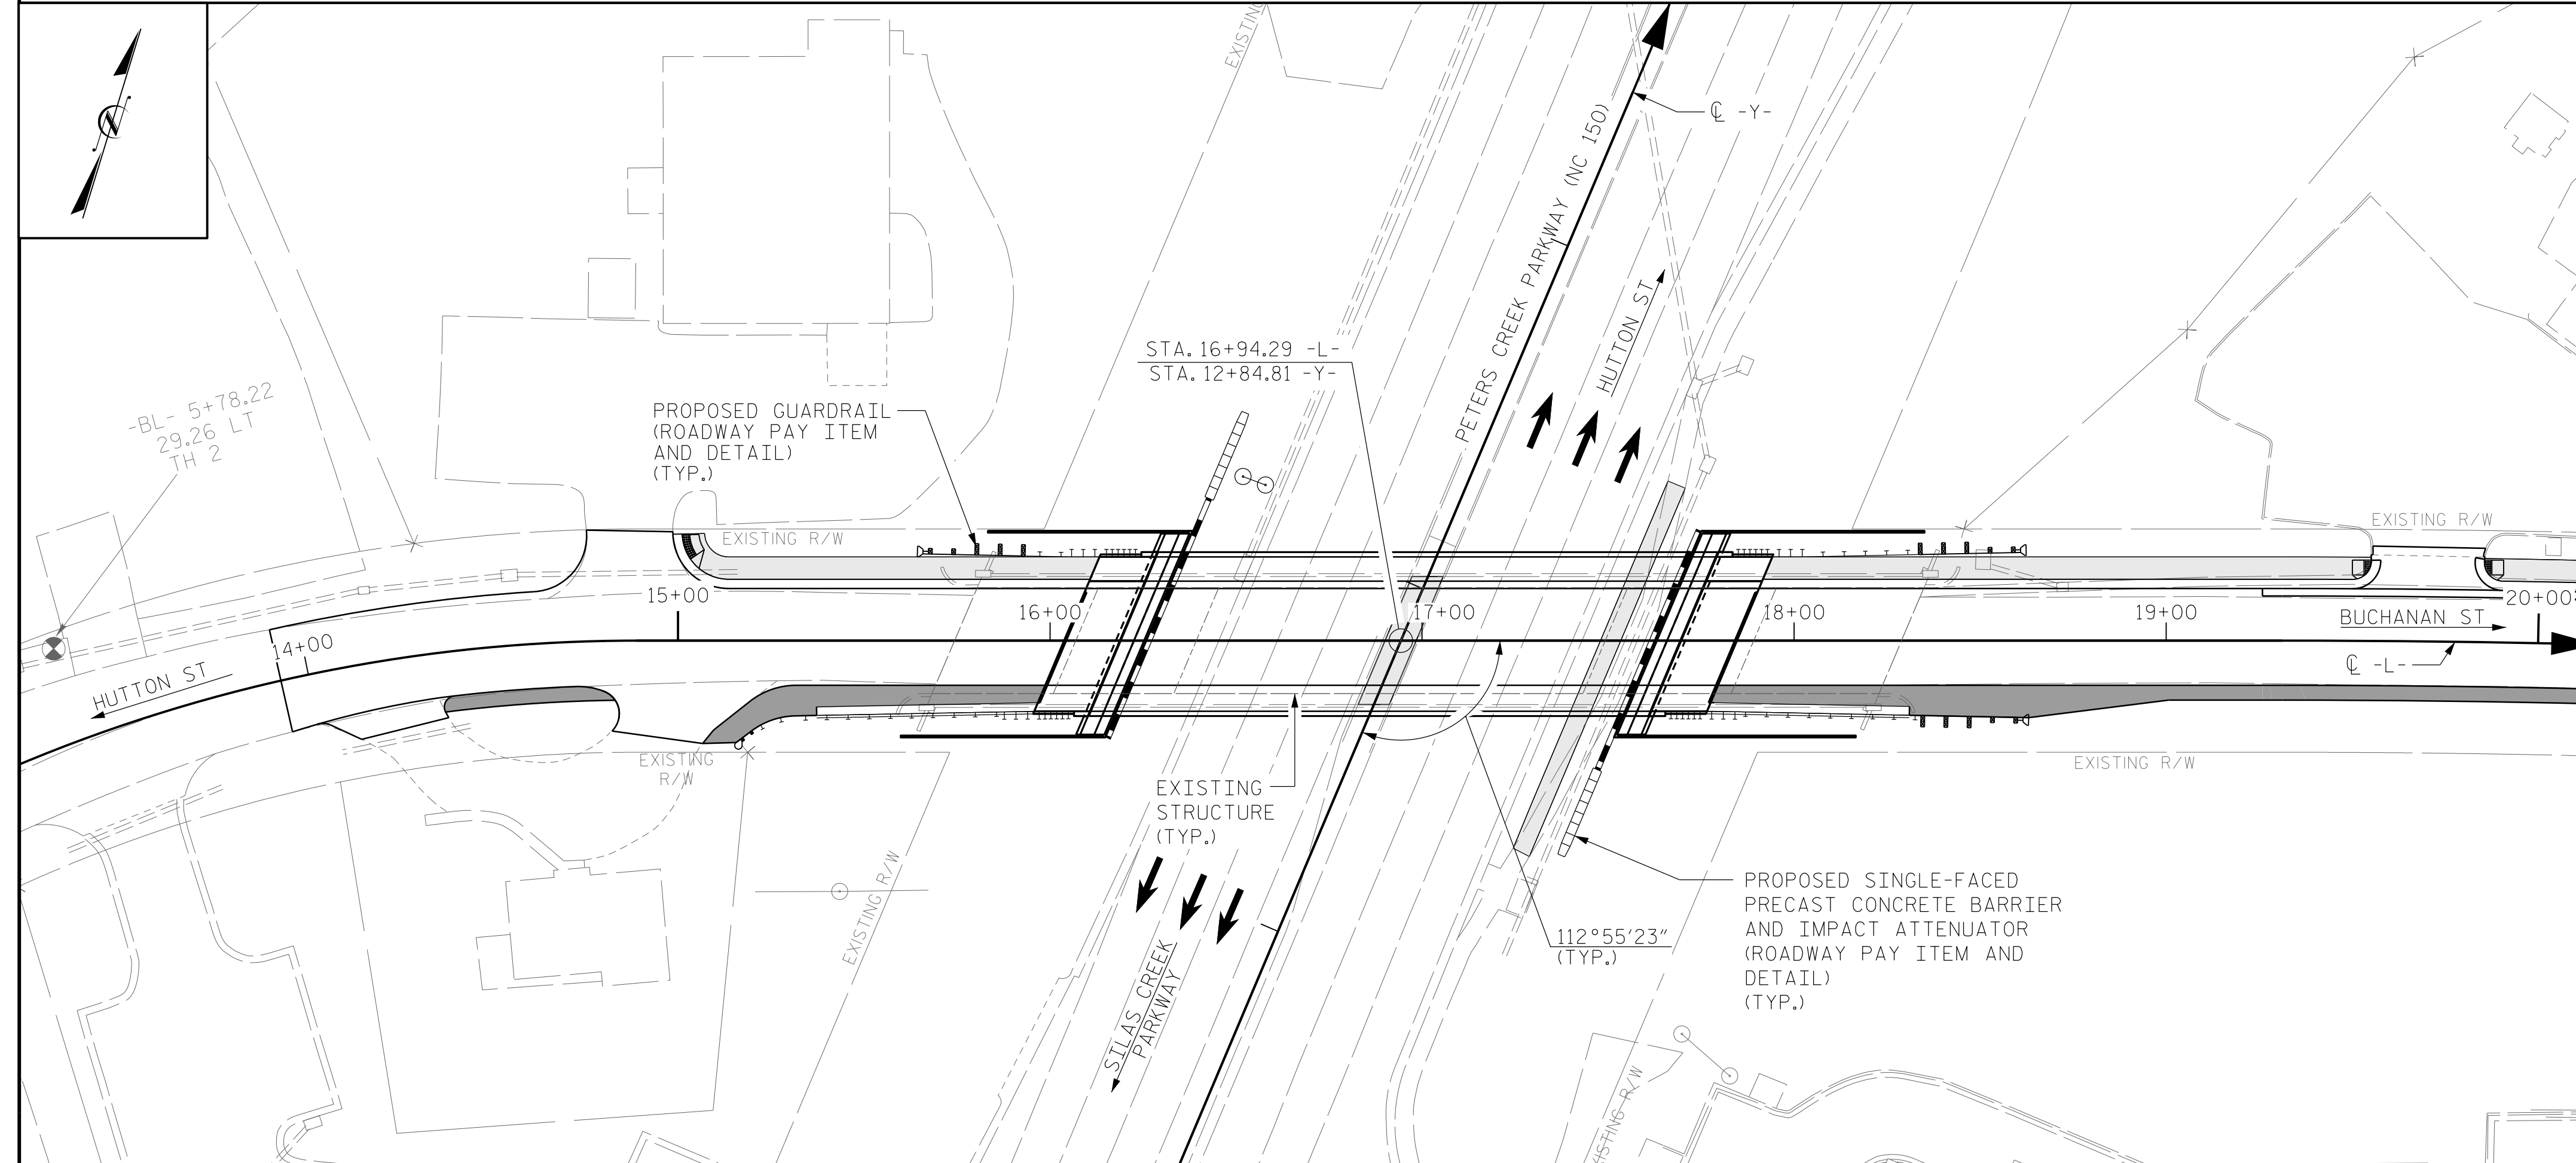 N
EXISTING
℄ -Y-
PETERS CREEK PARKWAY (NC 150)
HUTTON ST
STA. 16+94.29 -L-
STA. 12+84.81 -Y-
-BL- 5+78.22
29.26 LT
TH 2
PROPOSED GUARDRAIL
(ROADWAY PAY ITEM
AND DETAIL)
(TYP.)
EXISTING R/W
EXISTING R/W
14+00
15+00
16+00
17+00
18+00
19+00
20+00
HUTTON ST
BUCHANAN ST
℄ -L-
EXISTING
R/W
EXISTING R/W
EXISTING
STRUCTURE
(TYP.)
EXISTING R/W
112°55'23"
(TYP.)
PROPOSED SINGLE-FACED
PRECAST CONCRETE BARRIER
AND IMPACT ATTENUATOR
(ROADWAY PAY ITEM AND
DETAIL)
(TYP.)
SILAS CREEK
PARKWAY
ISTING R/W